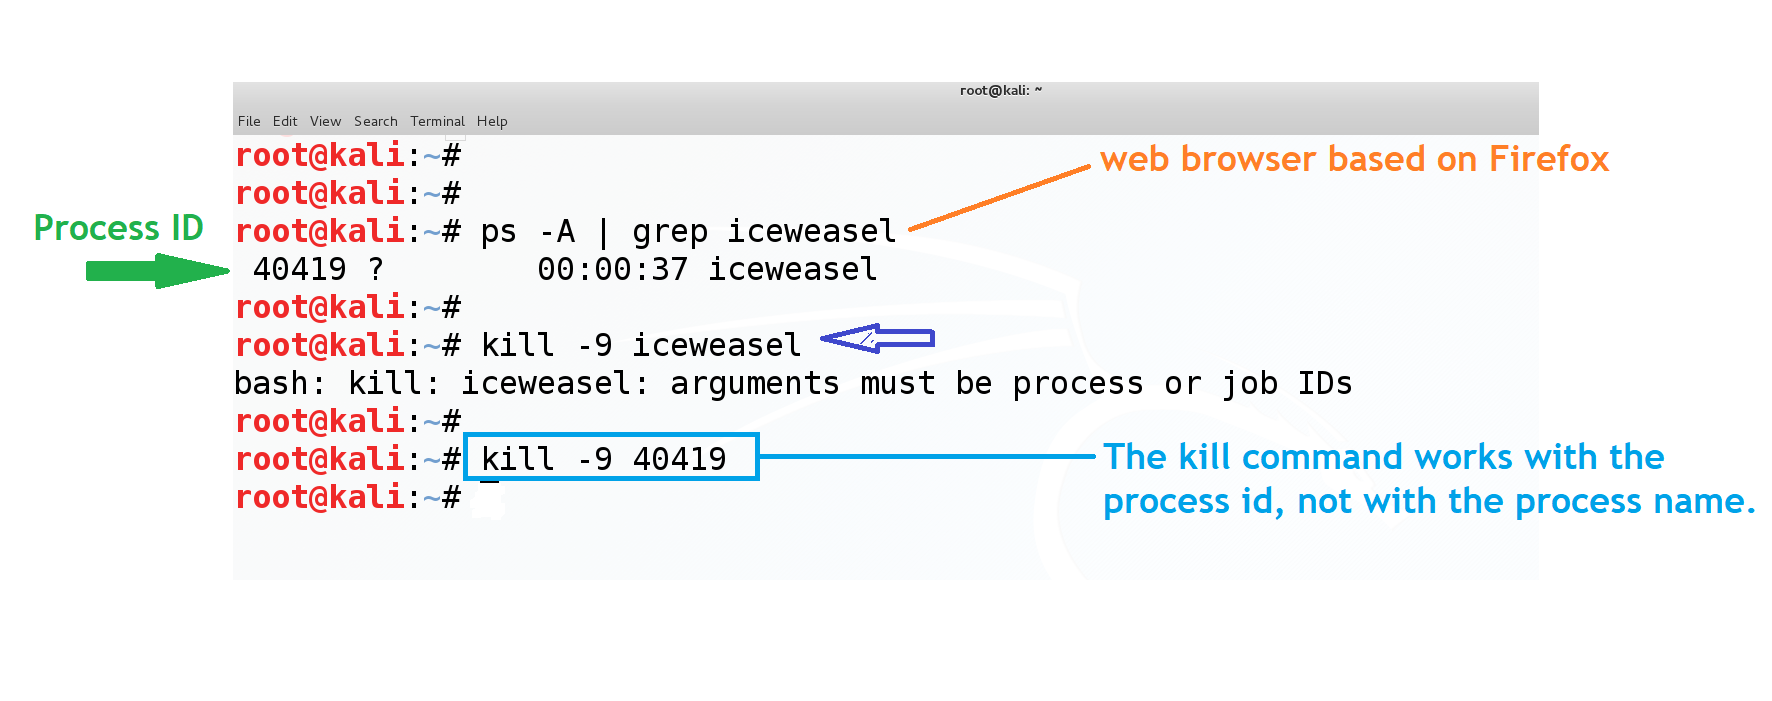 root@kali: ~
File Edit View Search Terminal Help
root@kali:~#
root@kali:~#
root@kali:~# ps -A | grep iceweasel
web browser based on Firefox
Process ID
40419 ? 00:00:37 iceweasel
root@kali:~#
root@kali:~# kill -9 iceweasel
bash: kill: iceweasel: arguments must be process or job IDs
root@kali:~#
root@kali:~# kill -9 40419
root@kali:~#
The kill command works with the
process id, not with the process name.